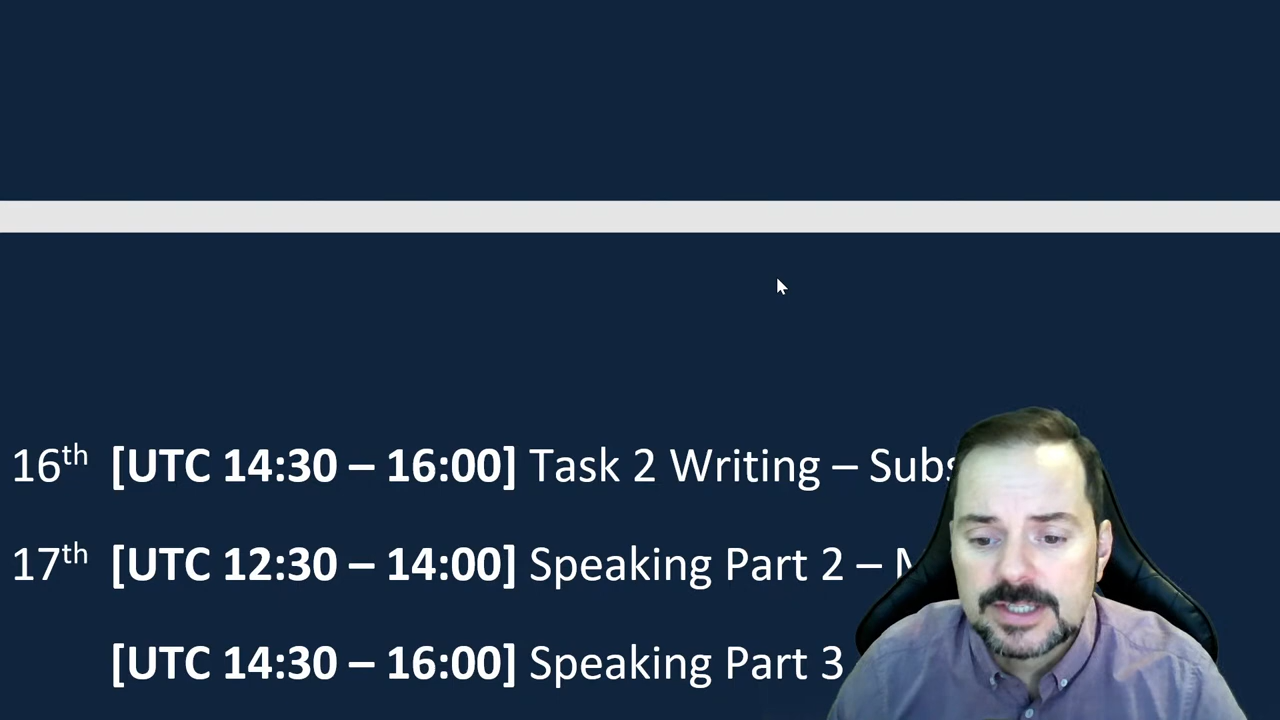 16th [UTC 14:30 – 16:00] Task 2 Writing –
17th [UTC 12:30 – 14:00] Speaking Part 2 –
[UTC 14:30 – 16:00] Speaking Part 3